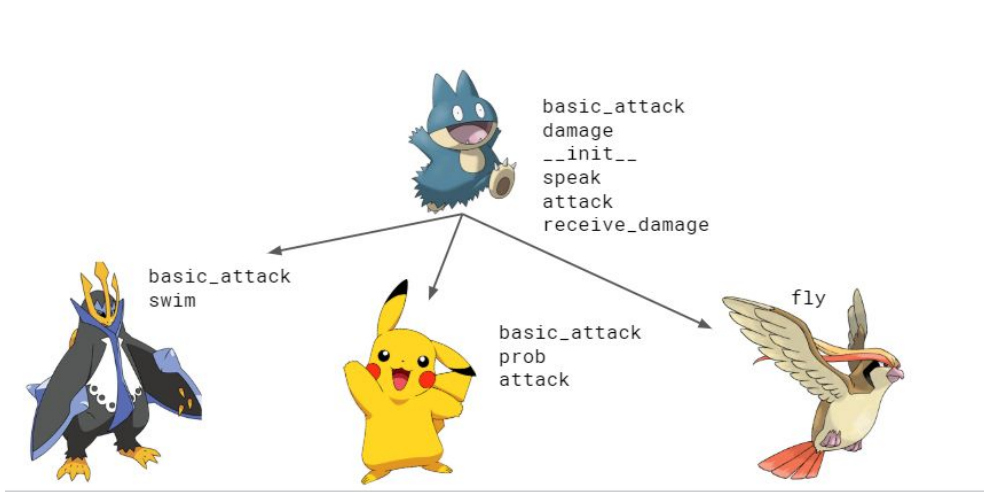 basic_attack
damage
__init__
speak
attack
receive_damage
basic_attack
swim
basic_attack
prob
attack
fly